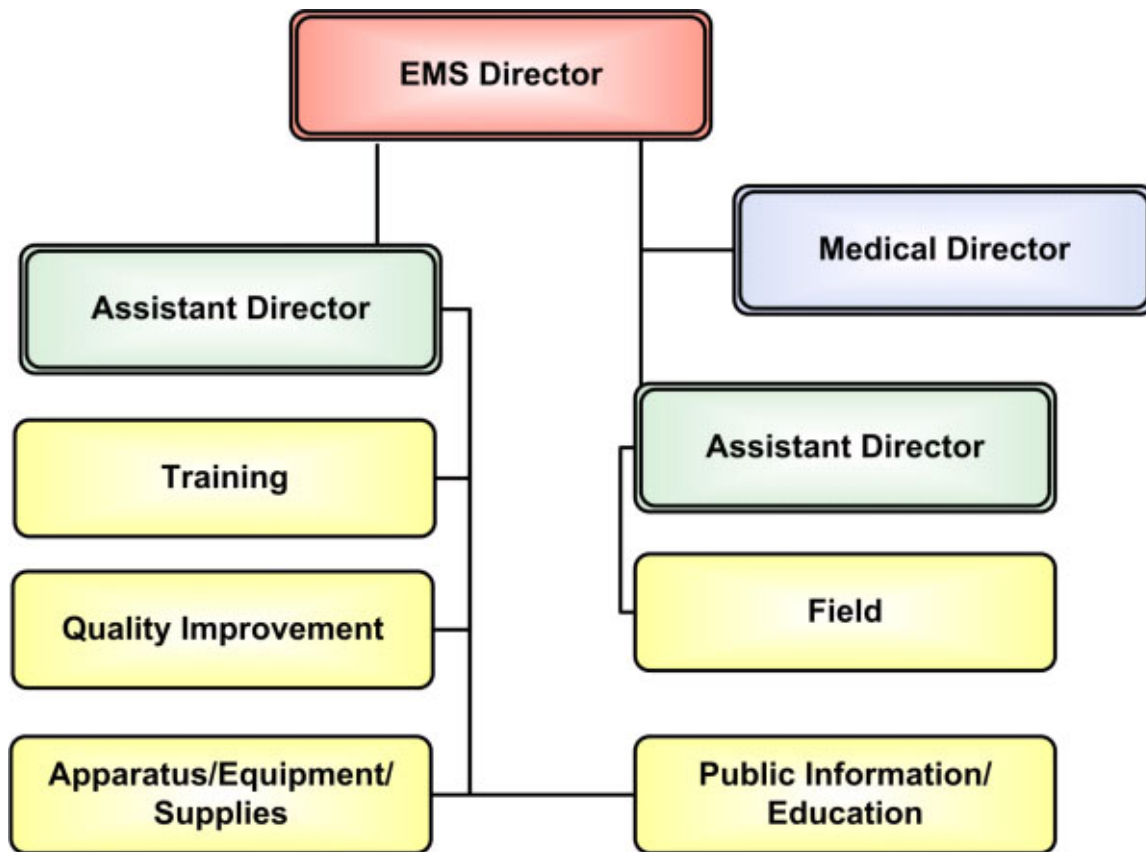 EMS Director
Medical Director
Assistant Director
Assistant Director
Training
Field
Quality Improvement
Apparatus/Equipment/
Supplies
Public Information/
Education